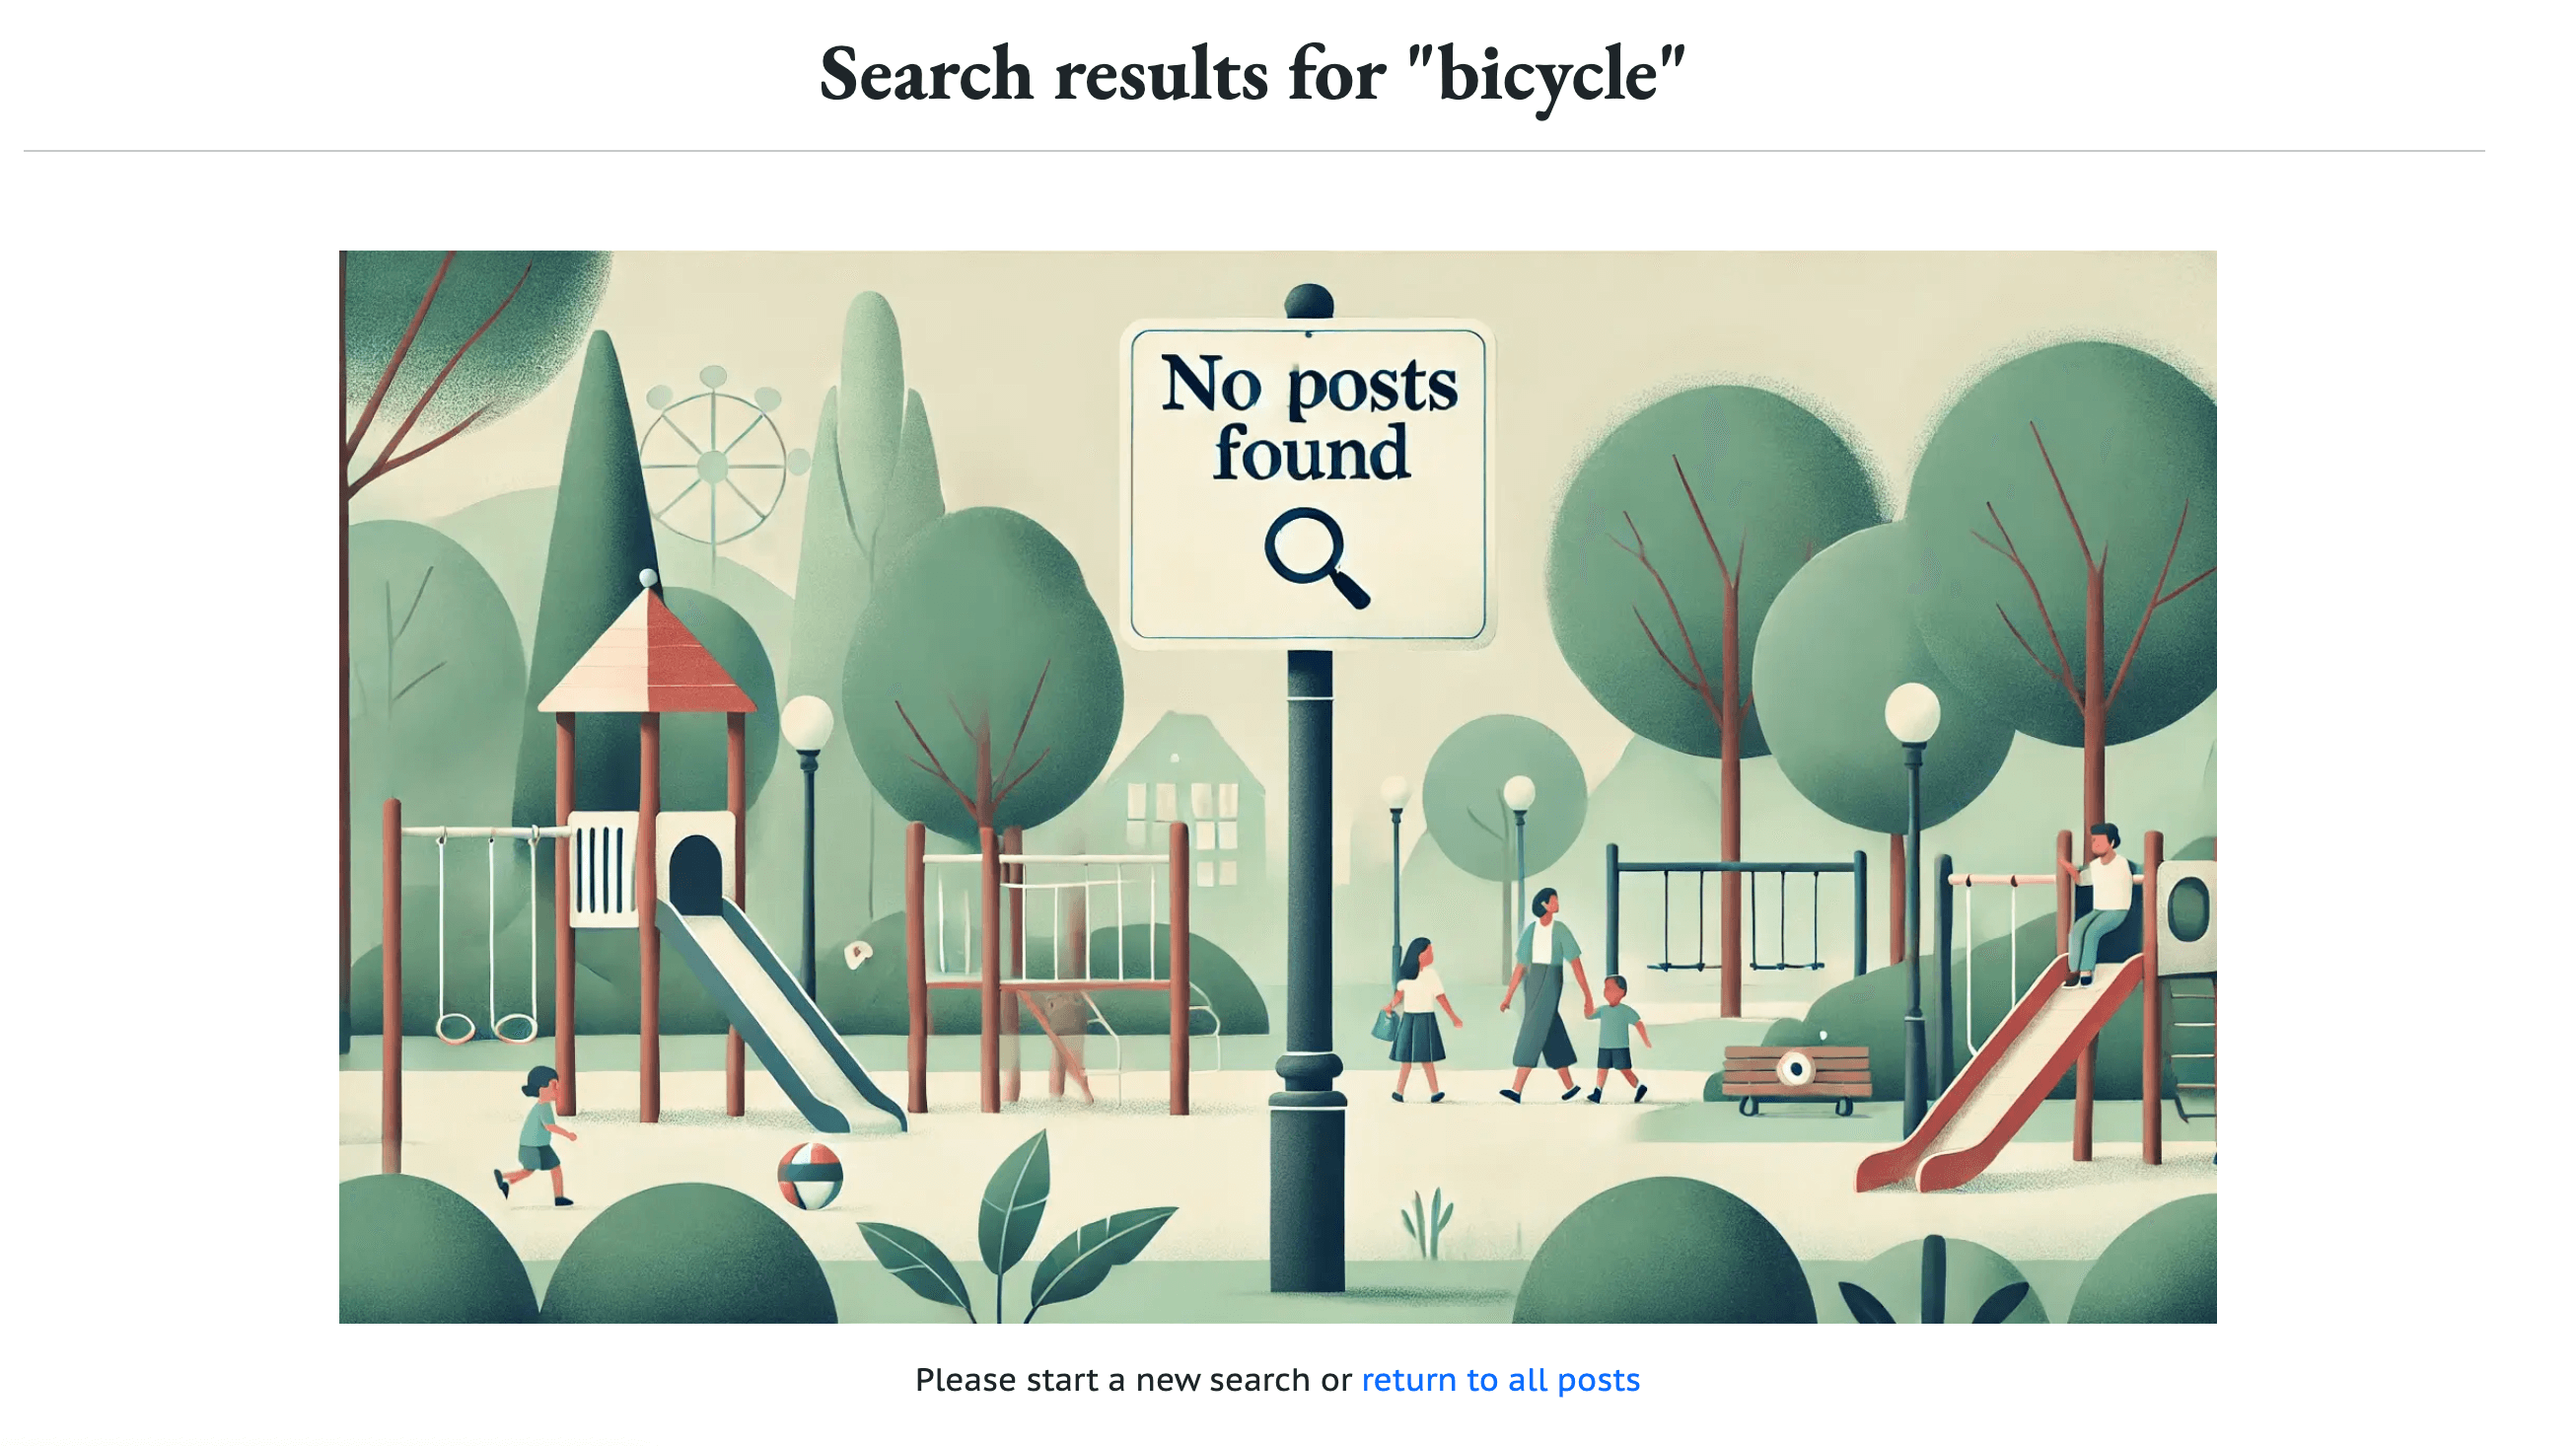 Search results for "bicycle"
No posts
found
Please start a new search or return to all posts